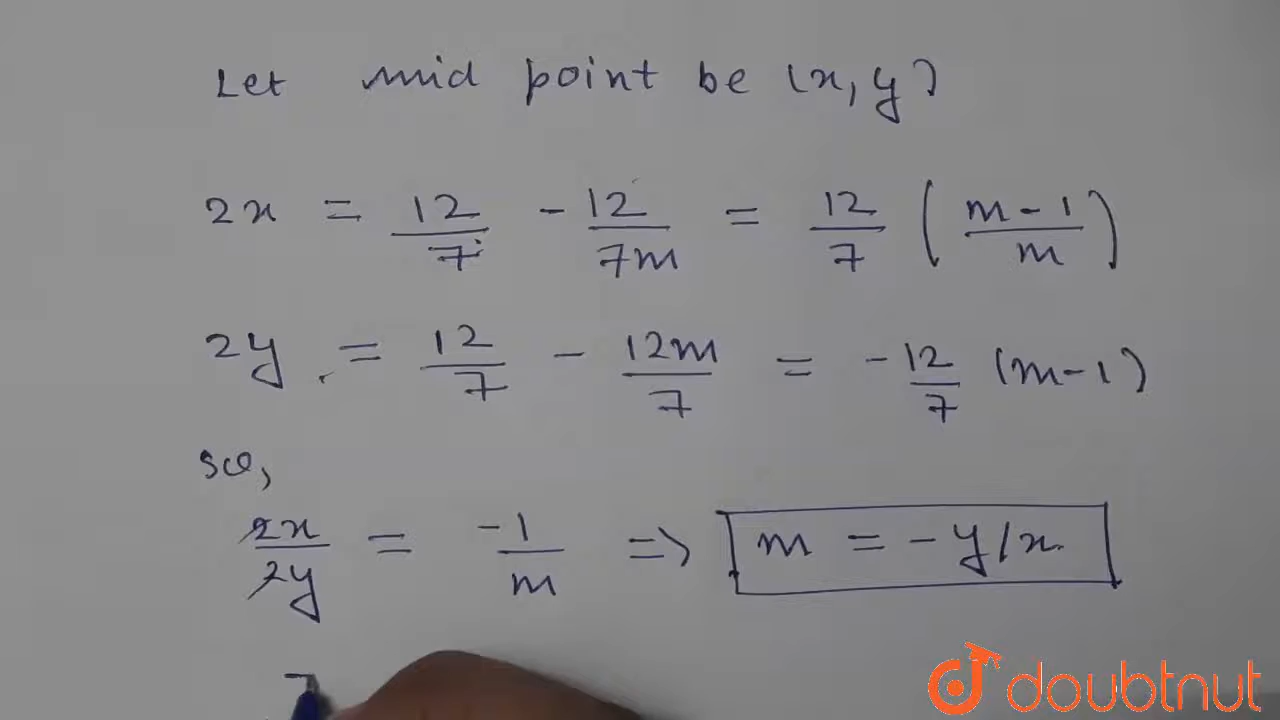 Let mid point be (x, y)
2x = 12/7 - 12/7m = 12/7 (m-1/m)
2y = 12/7 - 12m/7 = -12/7 (m-1)
so,
2x/2y = -1/m => m = -y/x
doubtnut